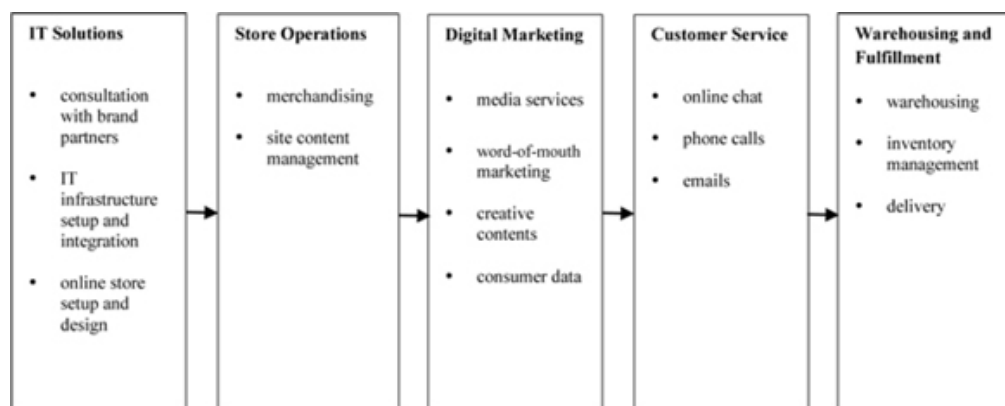 IT Solutions
• consultation
with brand
partners
• IT
infrastructure
setup and
integration
• online store
setup and
design
Store Operations
• merchandising
• site content
management
Digital Marketing
• media services
• word-of-mouth
marketing
• creative
contents
• consumer data
Customer Service
• online chat
• phone calls
• emails
Warehousing and
Fulfillment
• warehousing
• inventory
management
• delivery